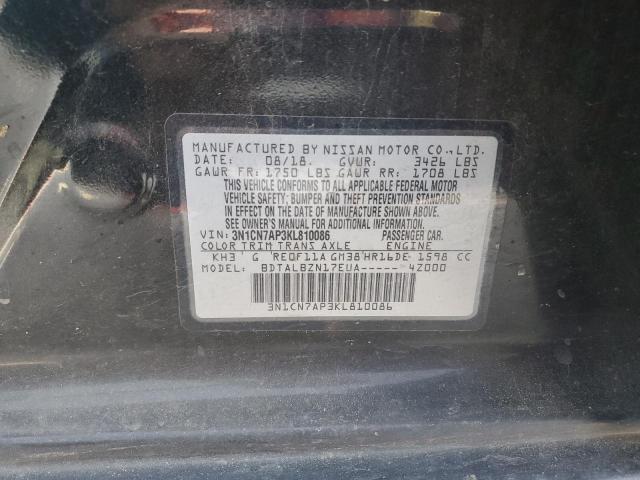 MANUFACTURED BY NISSAN MOTOR CO.,LTD.
DATE: 08/18. GVWR: 3426 LBS
GAWR FR: 1750 LBS GAWR RR: 1708 LBS
THIS VEHICLE CONFORMS TO ALL APPLICABLE FEDERAL MOTOR
VEHICLE SAFETY, BUMPER AND THEFT PREVENTION STANDARDS
IN EFFECT ON THE DATE OF MANUFACTURE SHOWN ABOVE.
SEE OWNER'S MANUAL FOR ADDITIONAL INFORMATION.
VIN: 3N1CN7AP3KL810086 PASSENGER CAR.
COLOR TRIM TRANS AXLE ENGINE
KH3 G RE0F11A GM38 HR16DE 1598 CC
MODEL: BDTALBZN17EUA----- 4Z000
3N1CN7AP3KL810086